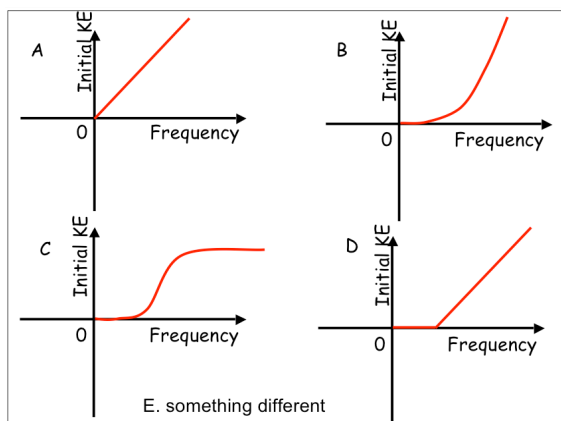 A
Initial KE
0
Frequency
B
Initial KE
0
Frequency
C
Initial KE
0
Frequency
D
Initial KE
0
Frequency
E. something different